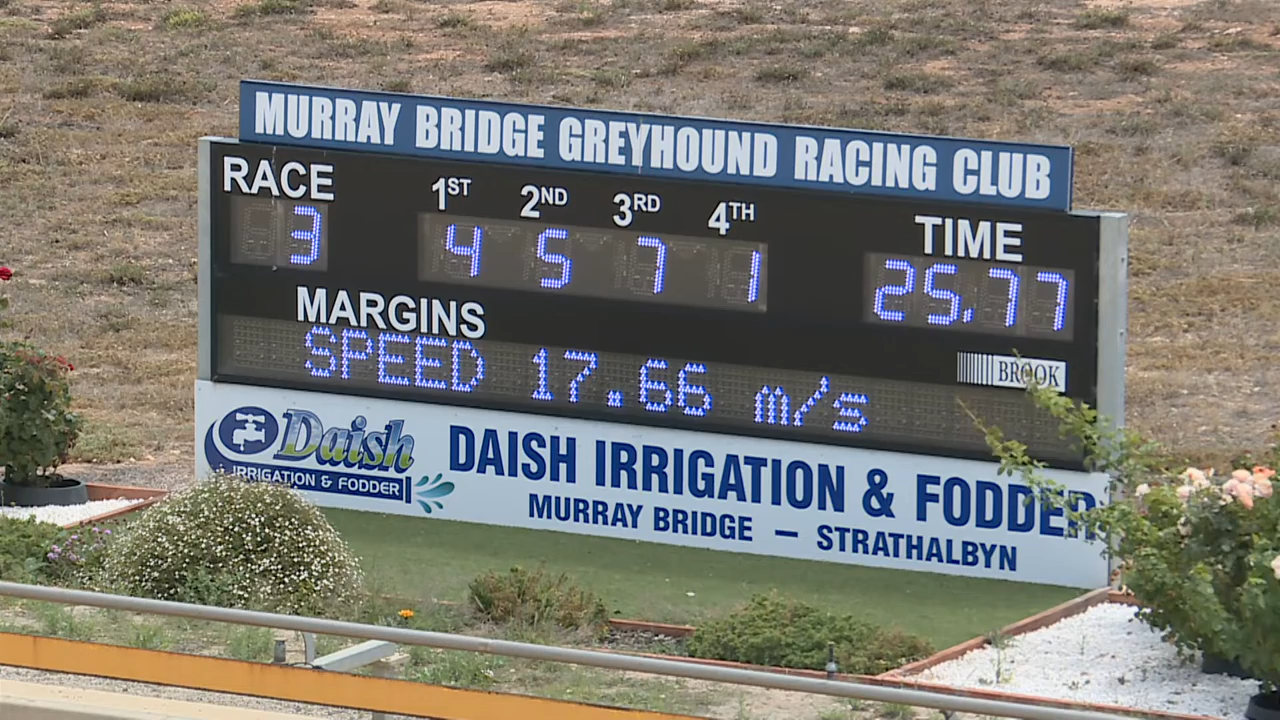 MURRAY BRIDGE GREYHOUND RACING CLUB
RACE 1ST 2ND 3RD 4TH TIME
3 4 5 7 1 25.77
MARGINS
SPEED 17.66 m/s
BROOK
Daish
IRRIGATION & FODDER
DAISH IRRIGATION & FODDER
MURRAY BRIDGE – STRATHALBYN